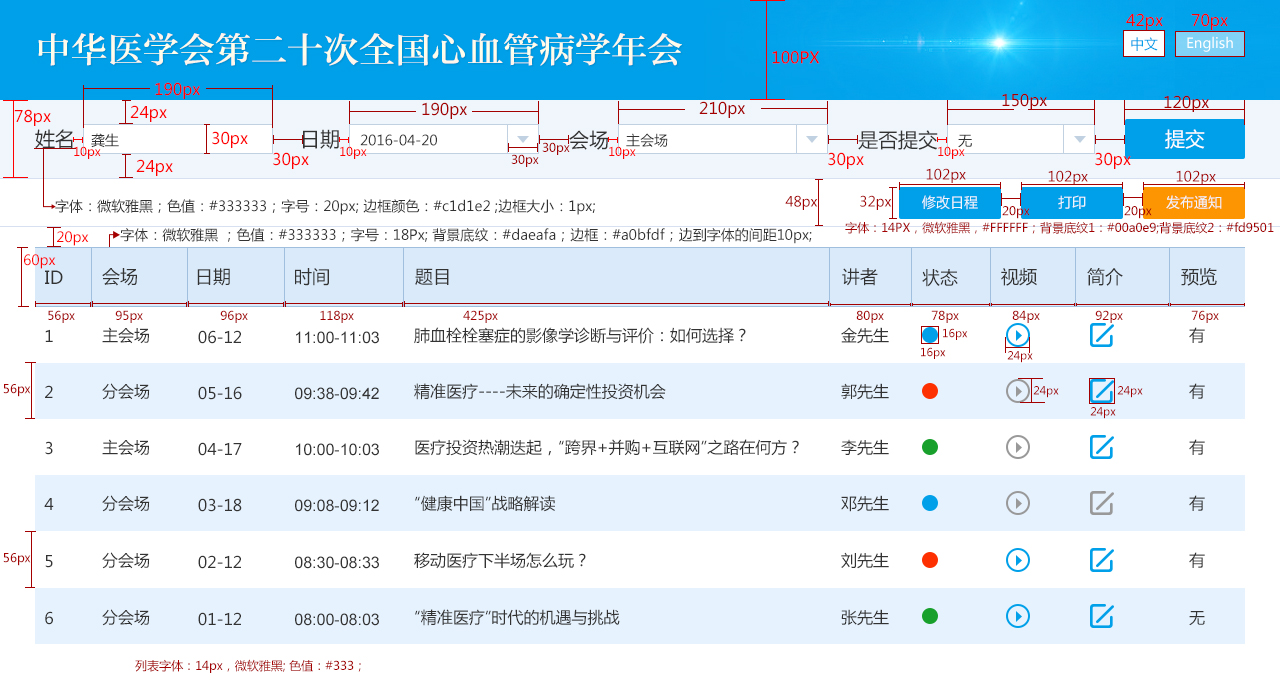 42px 70px
中华医学会第二十次全国心血管病学年会 中文 English
100PX
190px 190px 210px 150px 120px
78px 24px
姓名 龚生 30px 日期 2016-04-20 会场 主会场 是否提交 无 提交
10px 30px 10px 30px 30px 10px 30px 10px 30px
24px
102px 102px 102px
48px 32px 修改日程 打印 发布通知
20px 20px
字体：微软雅黑；色值：#333333；字号：20px; 边框颜色：#c1d1e2 ;边框大小：1px;
字体：14PX，微软雅黑，#FFFFFF；背景底纹1：#00a0e9;背景底纹2：#fd9501
20px 字体：微软雅黑 ；色值：#333333；字号：18Px; 背景底纹：#daeafa；边框：#a0bfdf；边到字体的间距10px;
60px
ID 会场 日期 时间 题目 讲者 状态 视频 简介 预览
56px 95px 96px 118px 425px 80px 78px 84px 92px 76px
1 主会场 06-12 11:00-11:03 肺血栓栓塞症的影像学诊断与评价：如何选择？ 金先生 16px 有
16px 24px
56px 2 分会场 05-16 09:38-09:42 精准医疗----未来的确定性投资机会 郭先生 24px 24px 有
24px
3 主会场 04-17 10:00-10:03 医疗投资热潮迭起，“跨界+并购+互联网”之路在何方？ 李先生 有
4 分会场 03-18 09:08-09:12 “健康中国”战略解读 邓先生 有
56px 5 分会场 02-12 08:30-08:33 移动医疗下半场怎么玩？ 刘先生 有
6 分会场 01-12 08:00-08:03 “精准医疗”时代的机遇与挑战 张先生 无
列表字体：14px，微软雅黑; 色值：#333；